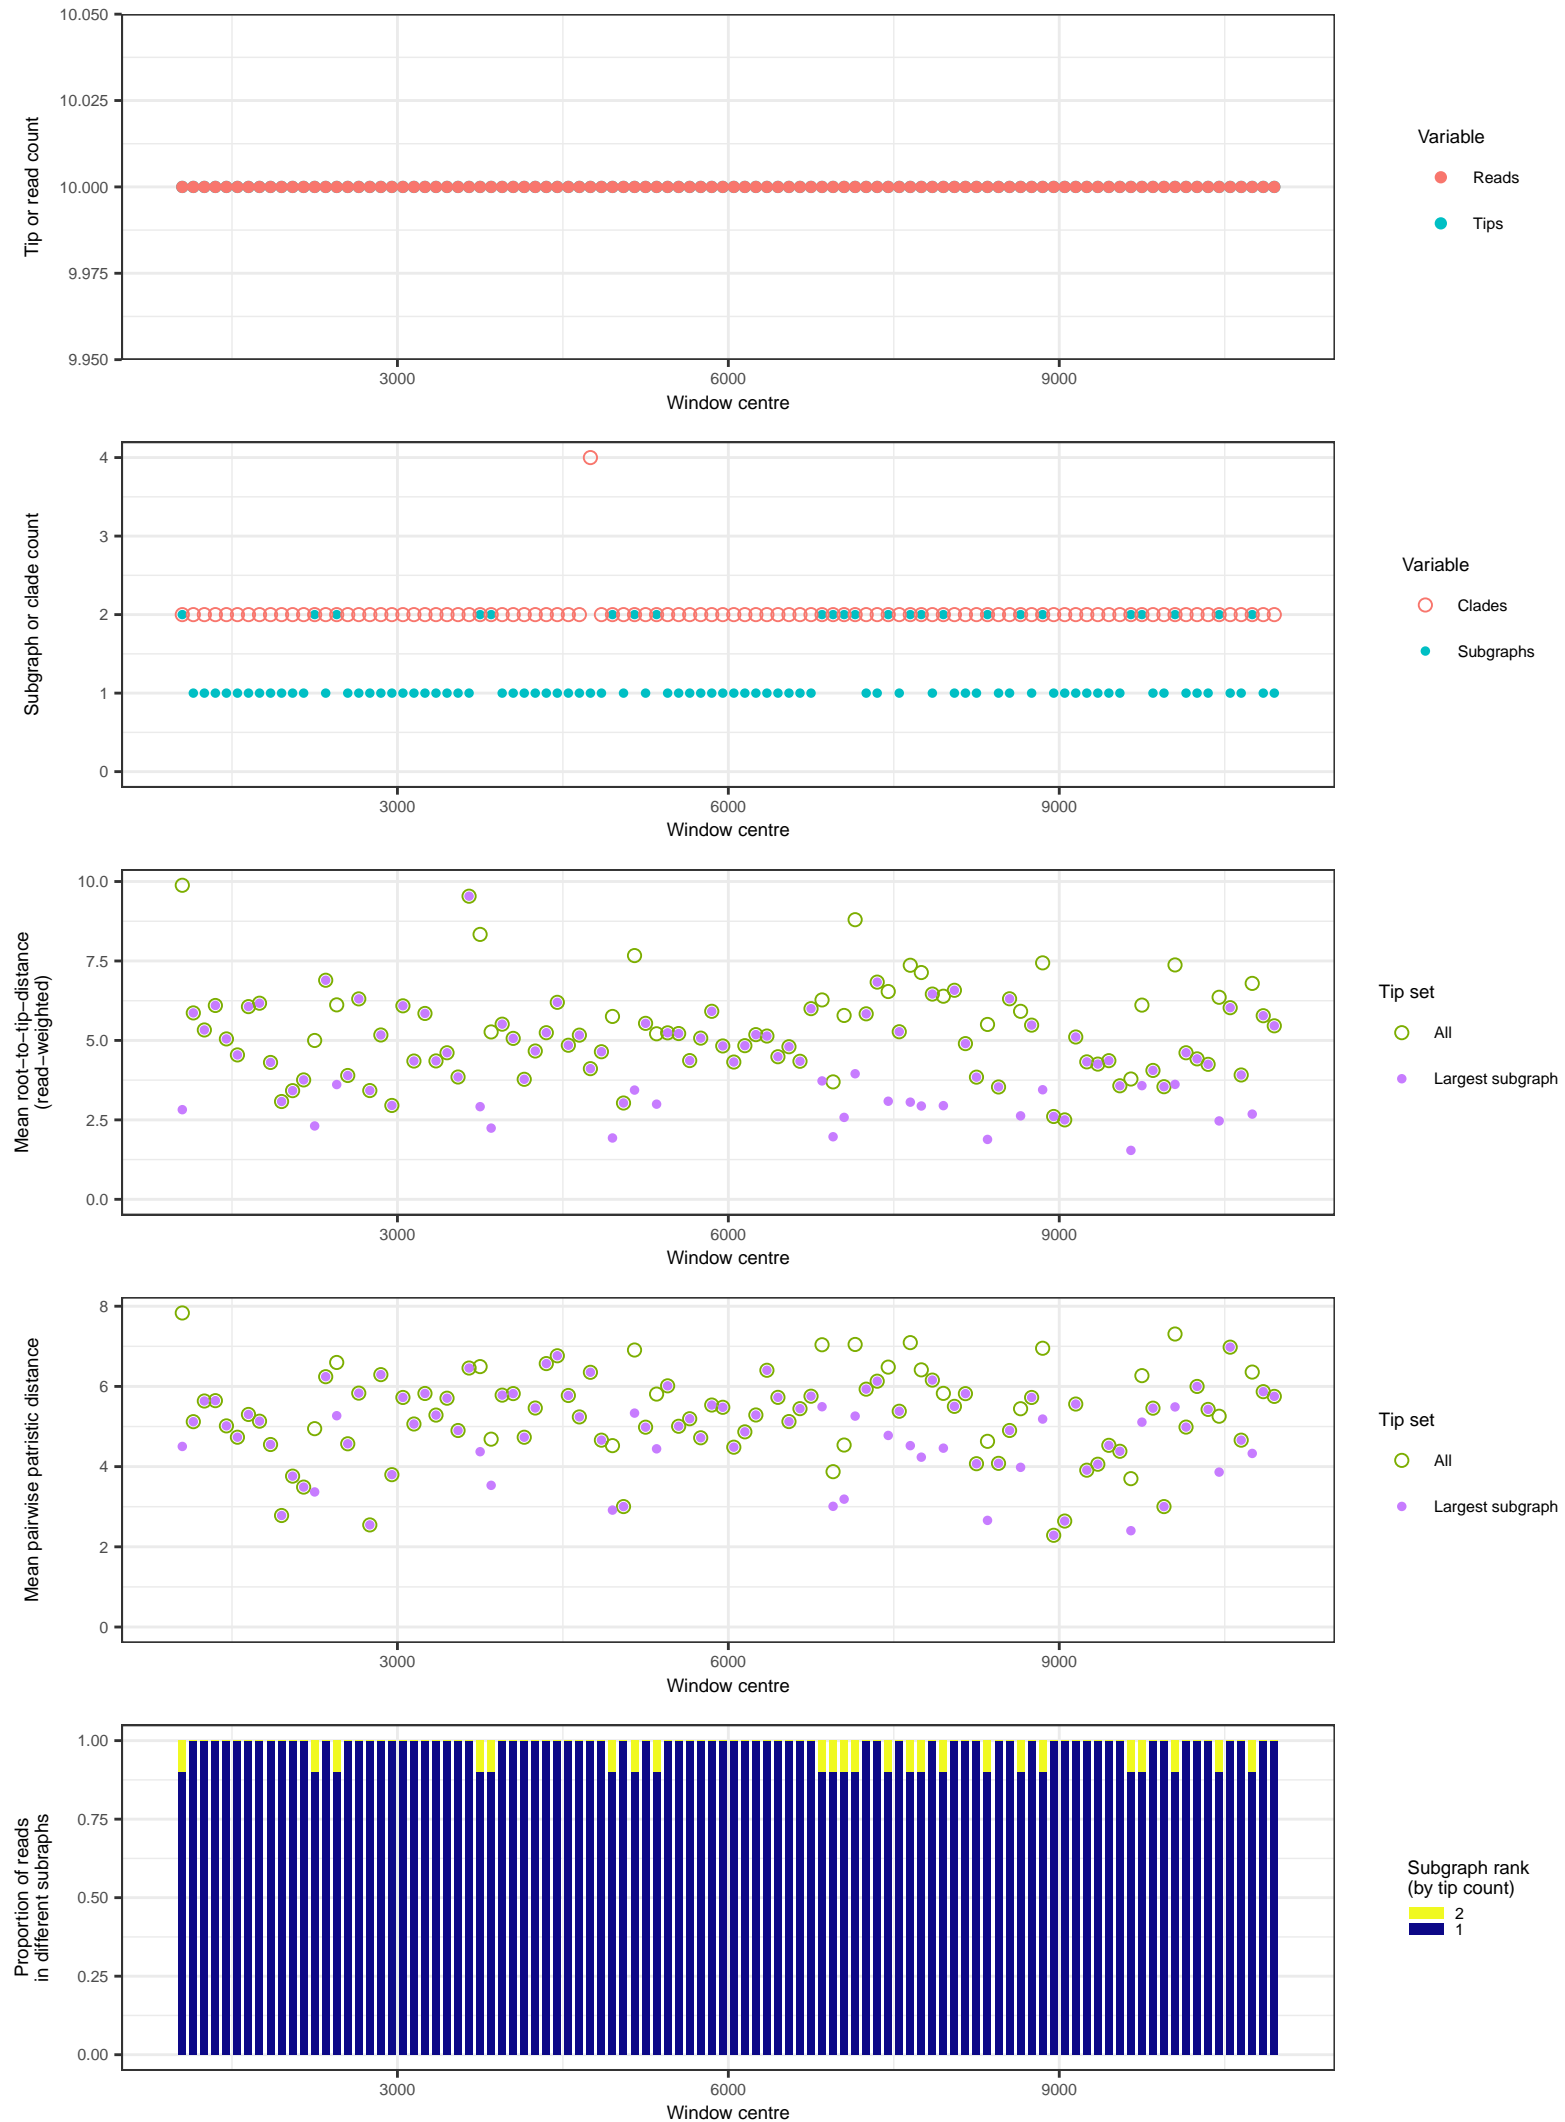 10.050
10.025
10.000
9.975
9.950
Tip or read count
3000 6000 9000
Window centre
Variable
Reads
Tips
4
3
2
1
0
Subgraph or clade count
3000 6000 9000
Window centre
Variable
Clades
Subgraphs
10.0
7.5
5.0
2.5
0.0
Mean root−to−tip−distance
(read−weighted)
3000 6000 9000
Window centre
Tip set
All
Largest subgraph
8
6
4
2
0
Mean pairwise patristic distance
3000 6000 9000
Window centre
Tip set
All
Largest subgraph
1.00
0.75
0.50
0.25
0.00
Proportion of reads
in different subraphs
3000 6000 9000
Window centre
Subgraph rank
(by tip count)
2
1